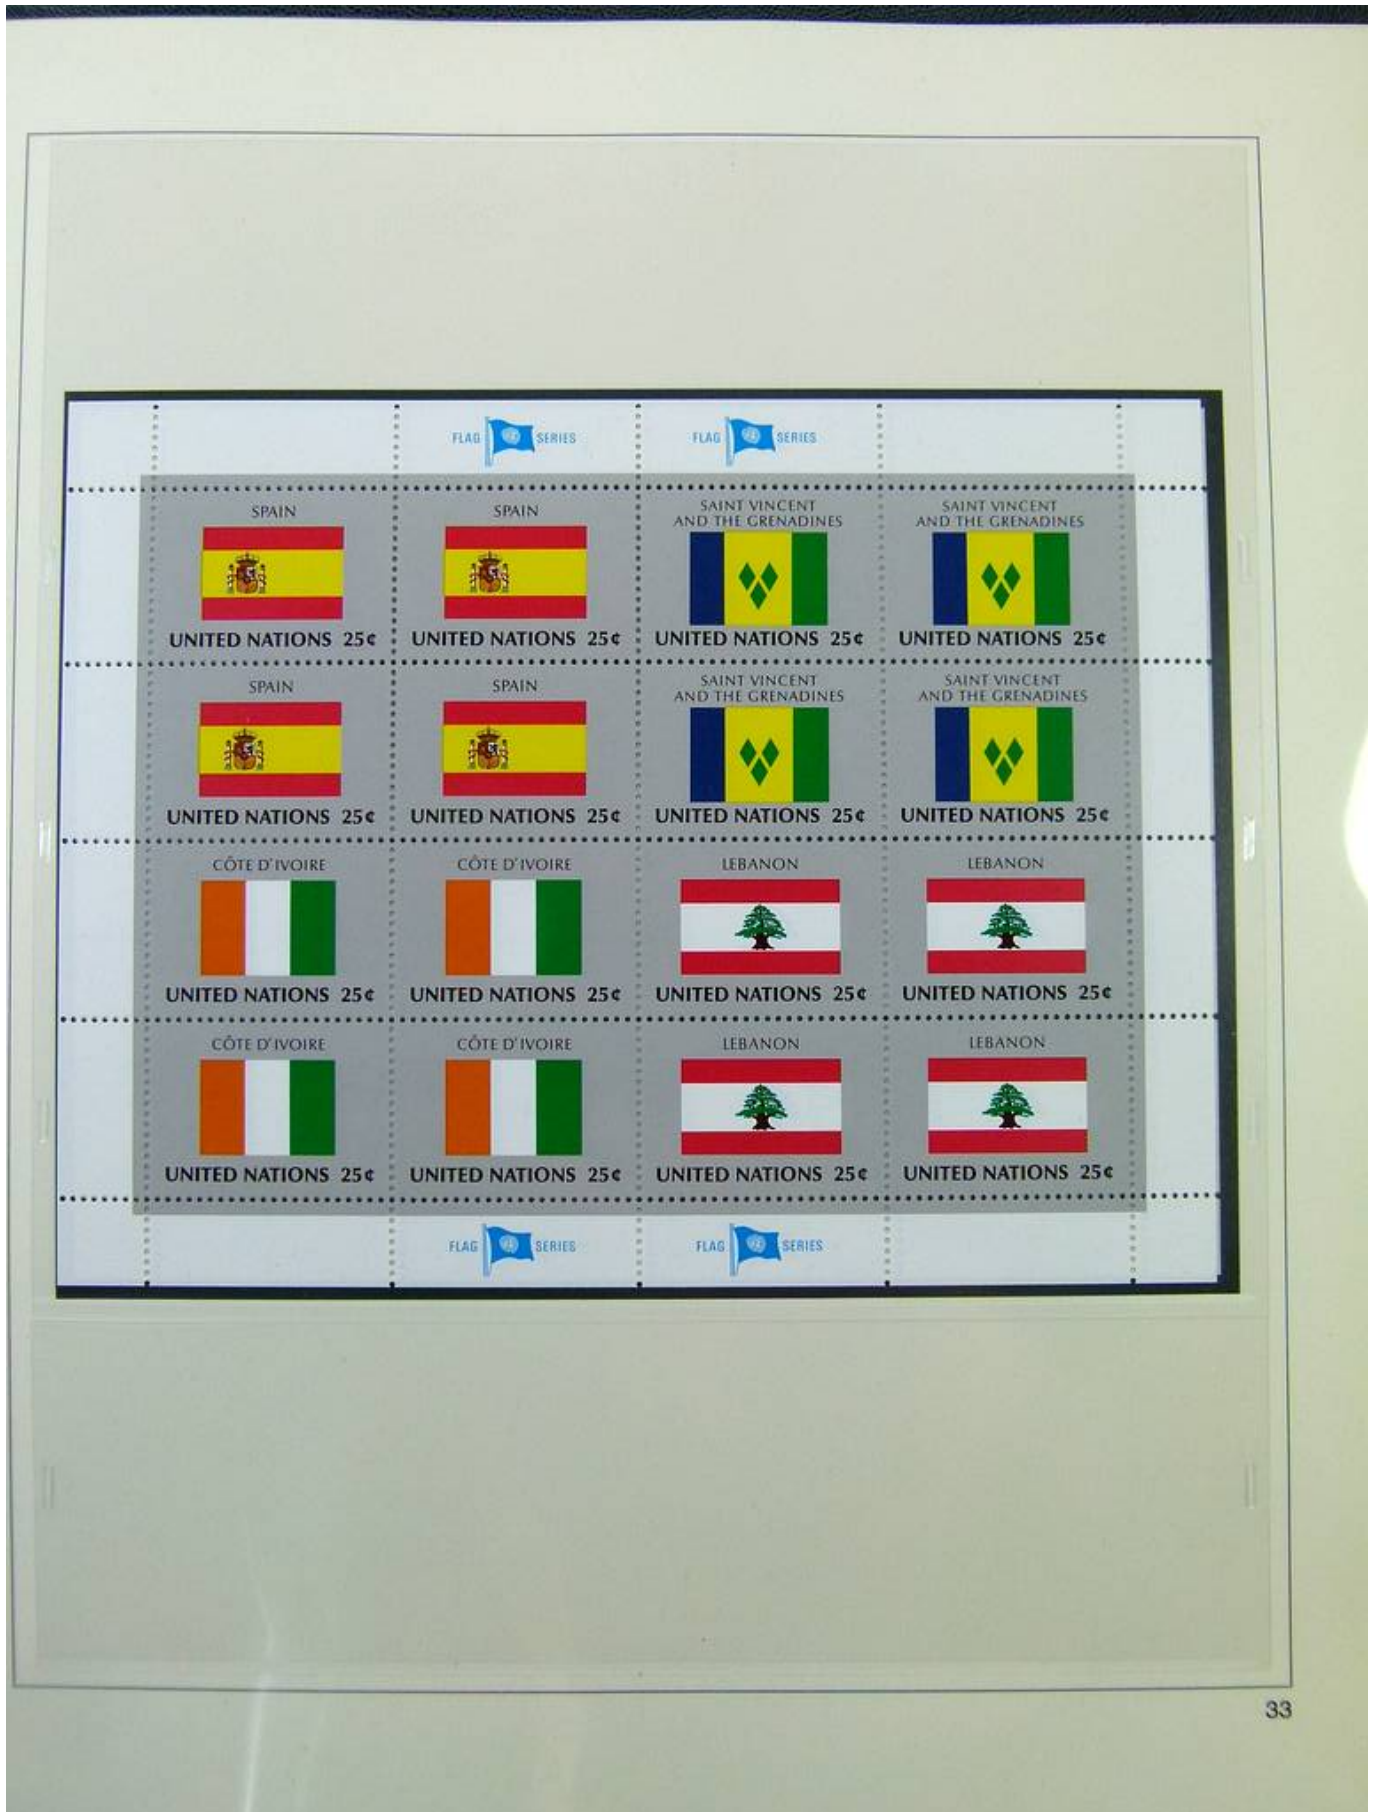 FLAG SERIES FLAG SERIES
SPAIN SPAIN SAINT VINCENT SAINT VINCENT
AND THE GRENADINES AND THE GRENADINES
UNITED NATIONS 25¢ UNITED NATIONS 25¢ UNITED NATIONS 25¢ UNITED NATIONS 25¢
SPAIN SPAIN SAINT VINCENT SAINT VINCENT
AND THE GRENADINES AND THE GRENADINES
UNITED NATIONS 25¢ UNITED NATIONS 25¢ UNITED NATIONS 25¢ UNITED NATIONS 25¢
CÔTE D'IVOIRE CÔTE D'IVOIRE LEBANON LEBANON
UNITED NATIONS 25¢ UNITED NATIONS 25¢ UNITED NATIONS 25¢ UNITED NATIONS 25¢
CÔTE D'IVOIRE CÔTE D'IVOIRE LEBANON LEBANON
UNITED NATIONS 25¢ UNITED NATIONS 25¢ UNITED NATIONS 25¢ UNITED NATIONS 25¢
FLAG SERIES FLAG SERIES
33